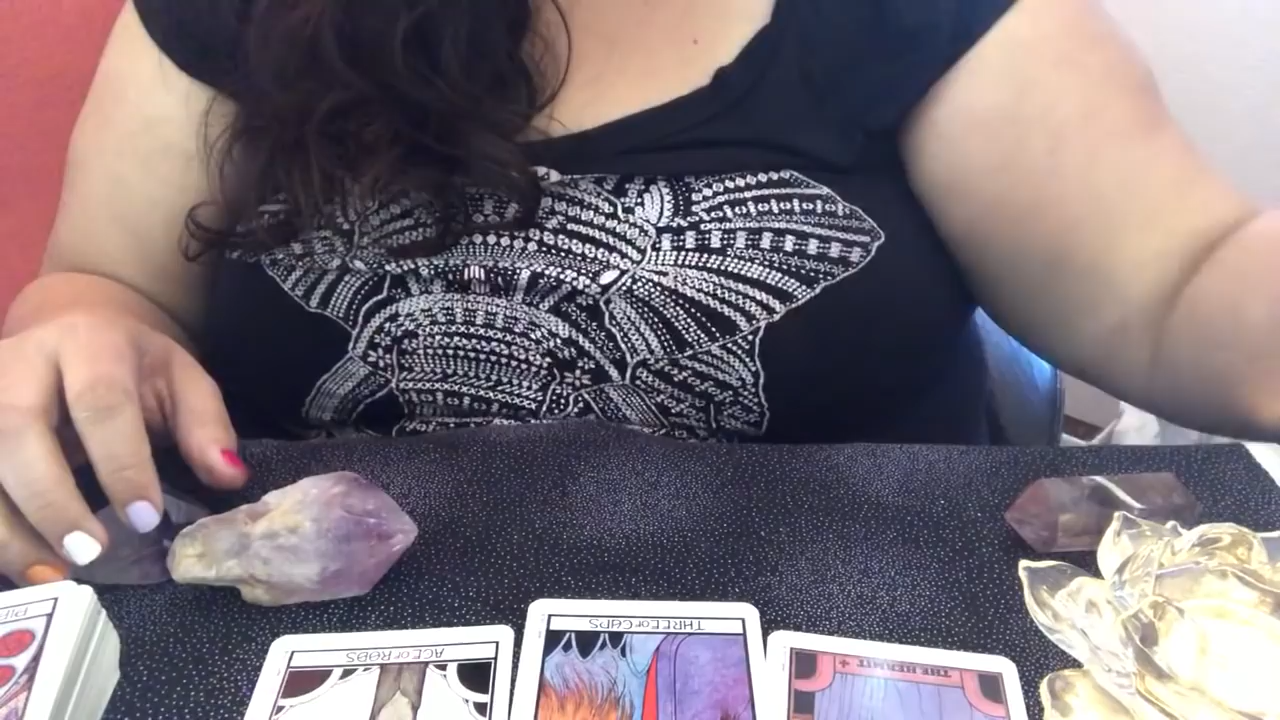 ACE of RODS
THREE of CUPS
THE HERMIT